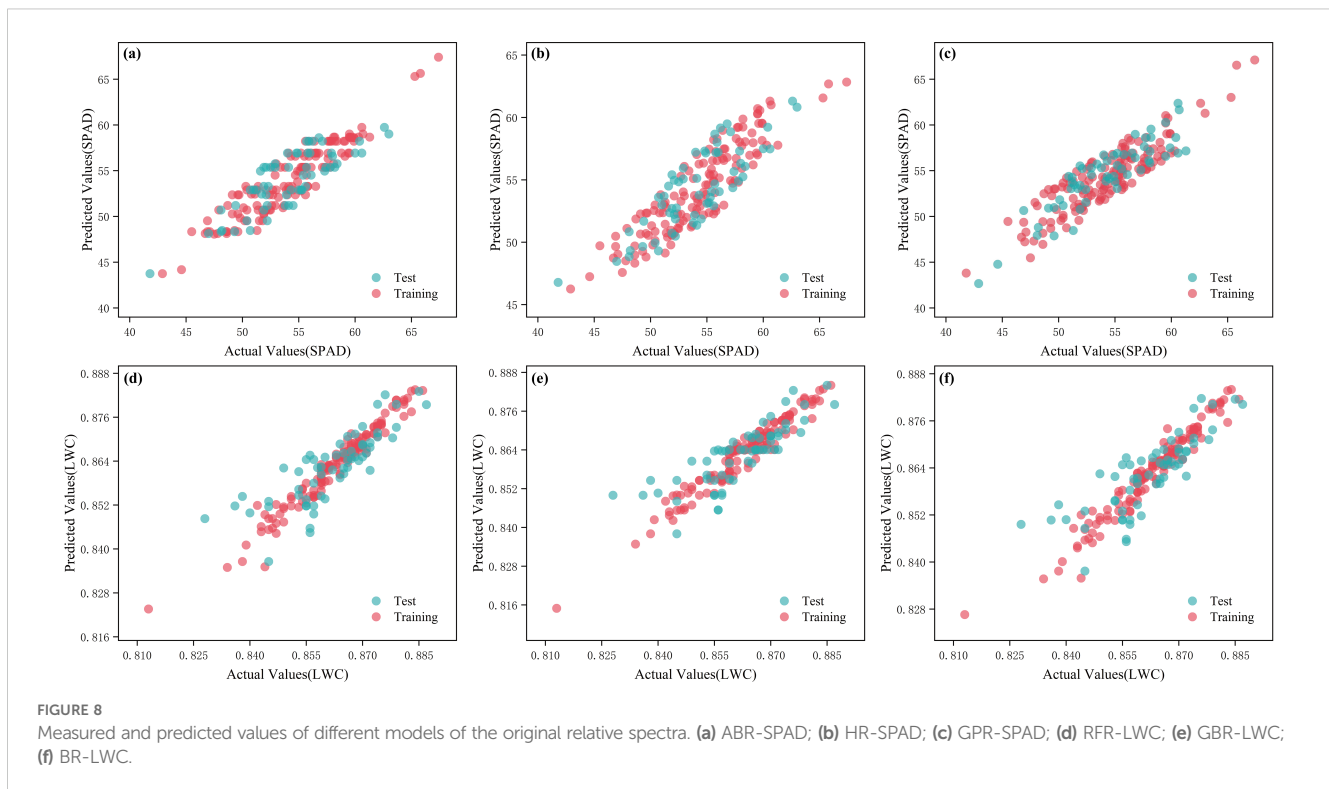 (a)
65
60
55
50
45
40
Predicted Values(SPAD)
Test
Training
40 45 50 55 60 65
Actual Values(SPAD)
(b)
65
60
55
50
45
Predicted Values(SPAD)
Test
Training
40 45 50 55 60 65
Actual Values(SPAD)
(c)
65
60
55
50
45
40
Predicted Values(SPAD)
Test
Training
40 45 50 55 60 65
Actual Values(SPAD)
(d)
0.888
0.876
0.864
0.852
0.840
0.828
0.816
Predicted Values(LWC)
Test
Training
0.810 0.825 0.840 0.855 0.870 0.885
Actual Values(LWC)
(e)
0.888
0.876
0.864
0.852
0.840
0.828
0.816
Predicted Values(LWC)
Test
Training
0.810 0.825 0.840 0.855 0.870 0.885
Actual Values(LWC)
(f)
0.888
0.876
0.864
0.852
0.840
0.828
Predicted Values(LWC)
Test
Training
0.810 0.825 0.840 0.855 0.870 0.885
Actual Values(LWC)
FIGURE 8
Measured and predicted values of different models of the original relative spectra. (a) ABR-SPAD; (b) HR-SPAD; (c) GPR-SPAD; (d) RFR-LWC; (e) GBR-LWC;
(f) BR-LWC.